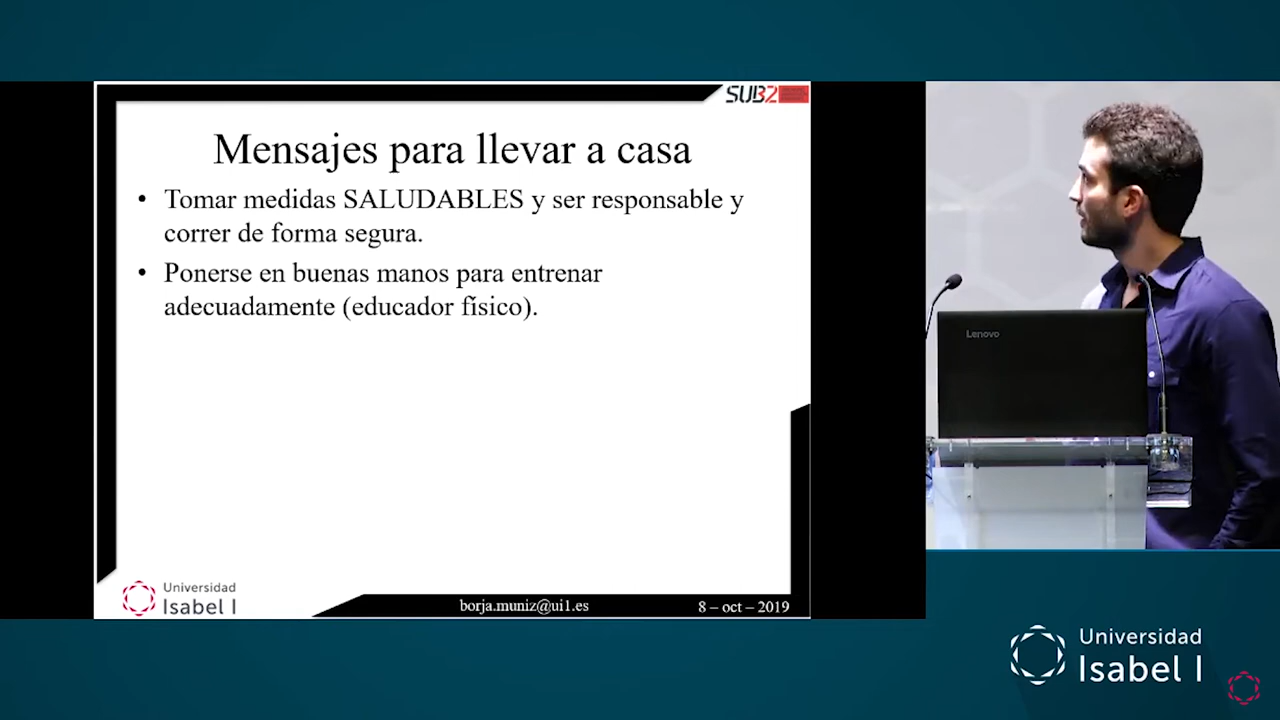 SUB2
Mensajes para llevar a casa
• Tomar medidas SALUDABLES y ser responsable y
correr de forma segura.
• Ponerse en buenas manos para entrenar
adecuadamente (educador físico).
Universidad
Isabel I
borja.muniz@ui1.es
8 – oct – 2019
Lenovo
Universidad
Isabel I